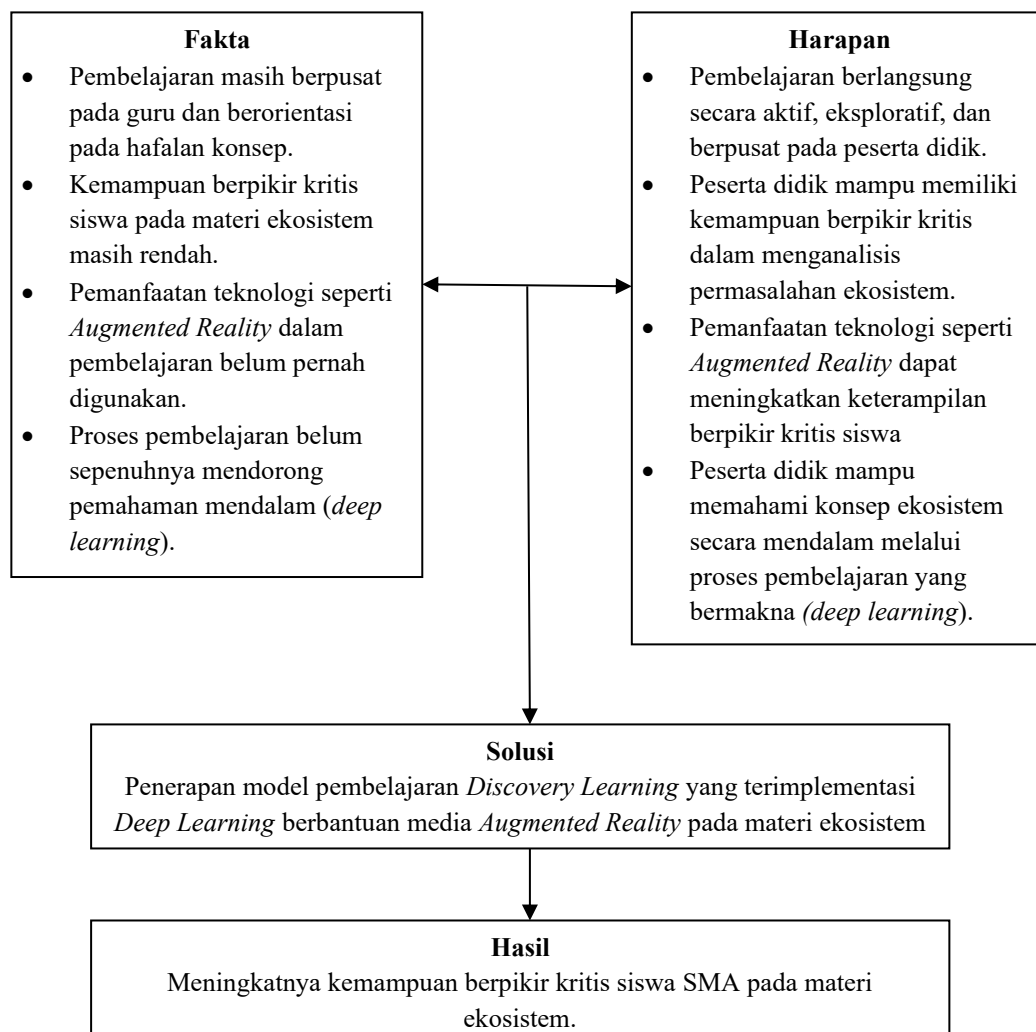 Fakta
• Pembelajaran masih berpusat
pada guru dan berorientasi
pada hafalan konsep.
• Kemampuan berpikir kritis
siswa pada materi ekosistem
masih rendah.
• Pemanfaatan teknologi seperti
Augmented Reality dalam
pembelajaran belum pernah
digunakan.
• Proses pembelajaran belum
sepenuhnya mendorong
pemahaman mendalam (deep
learning).
Harapan
• Pembelajaran berlangsung
secara aktif, eksploratif, dan
berpusat pada peserta didik.
• Peserta didik mampu memiliki
kemampuan berpikir kritis
dalam menganalisis
permasalahan ekosistem.
• Pemanfaatan teknologi seperti
Augmented Reality dapat
meningkatkan keterampilan
berpikir kritis siswa
• Peserta didik mampu
memahami konsep ekosistem
secara mendalam melalui
proses pembelajaran yang
bermakna (deep learning).
Solusi
Penerapan model pembelajaran Discovery Learning yang terimplementasi
Deep Learning berbantuan media Augmented Reality pada materi ekosistem
Hasil
Meningkatnya kemampuan berpikir kritis siswa SMA pada materi
ekosistem.